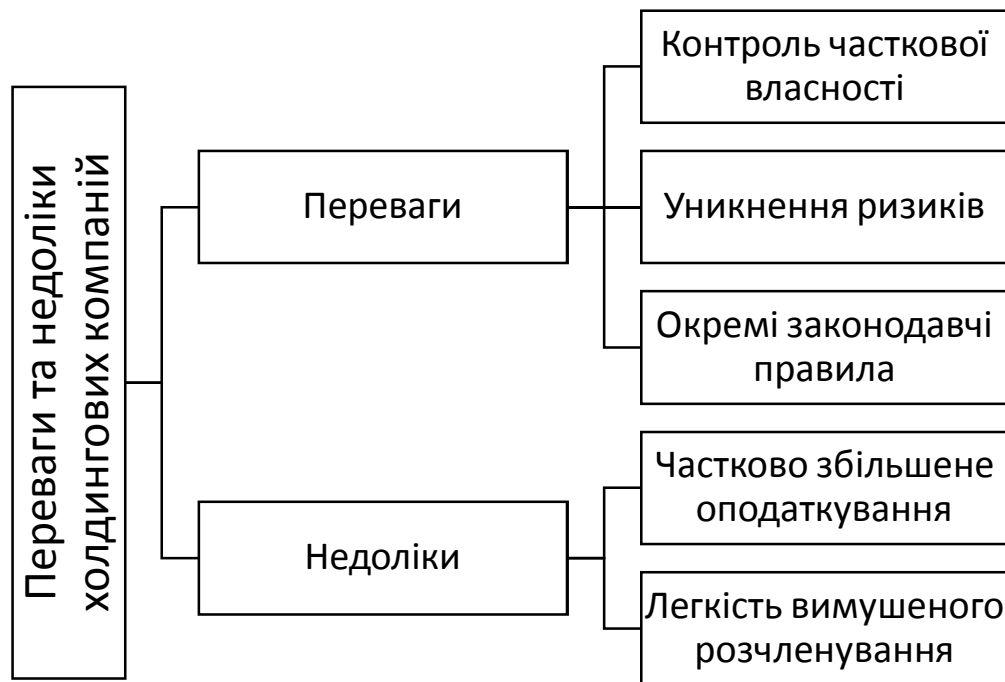 Переваги та недоліки
холдингових компаній
Переваги
Контроль часткової
власності
Уникнення ризиків
Окремі законодавчі
правила
Недоліки
Частково збільшене
оподаткування
Легкість вимушеного
розчленування